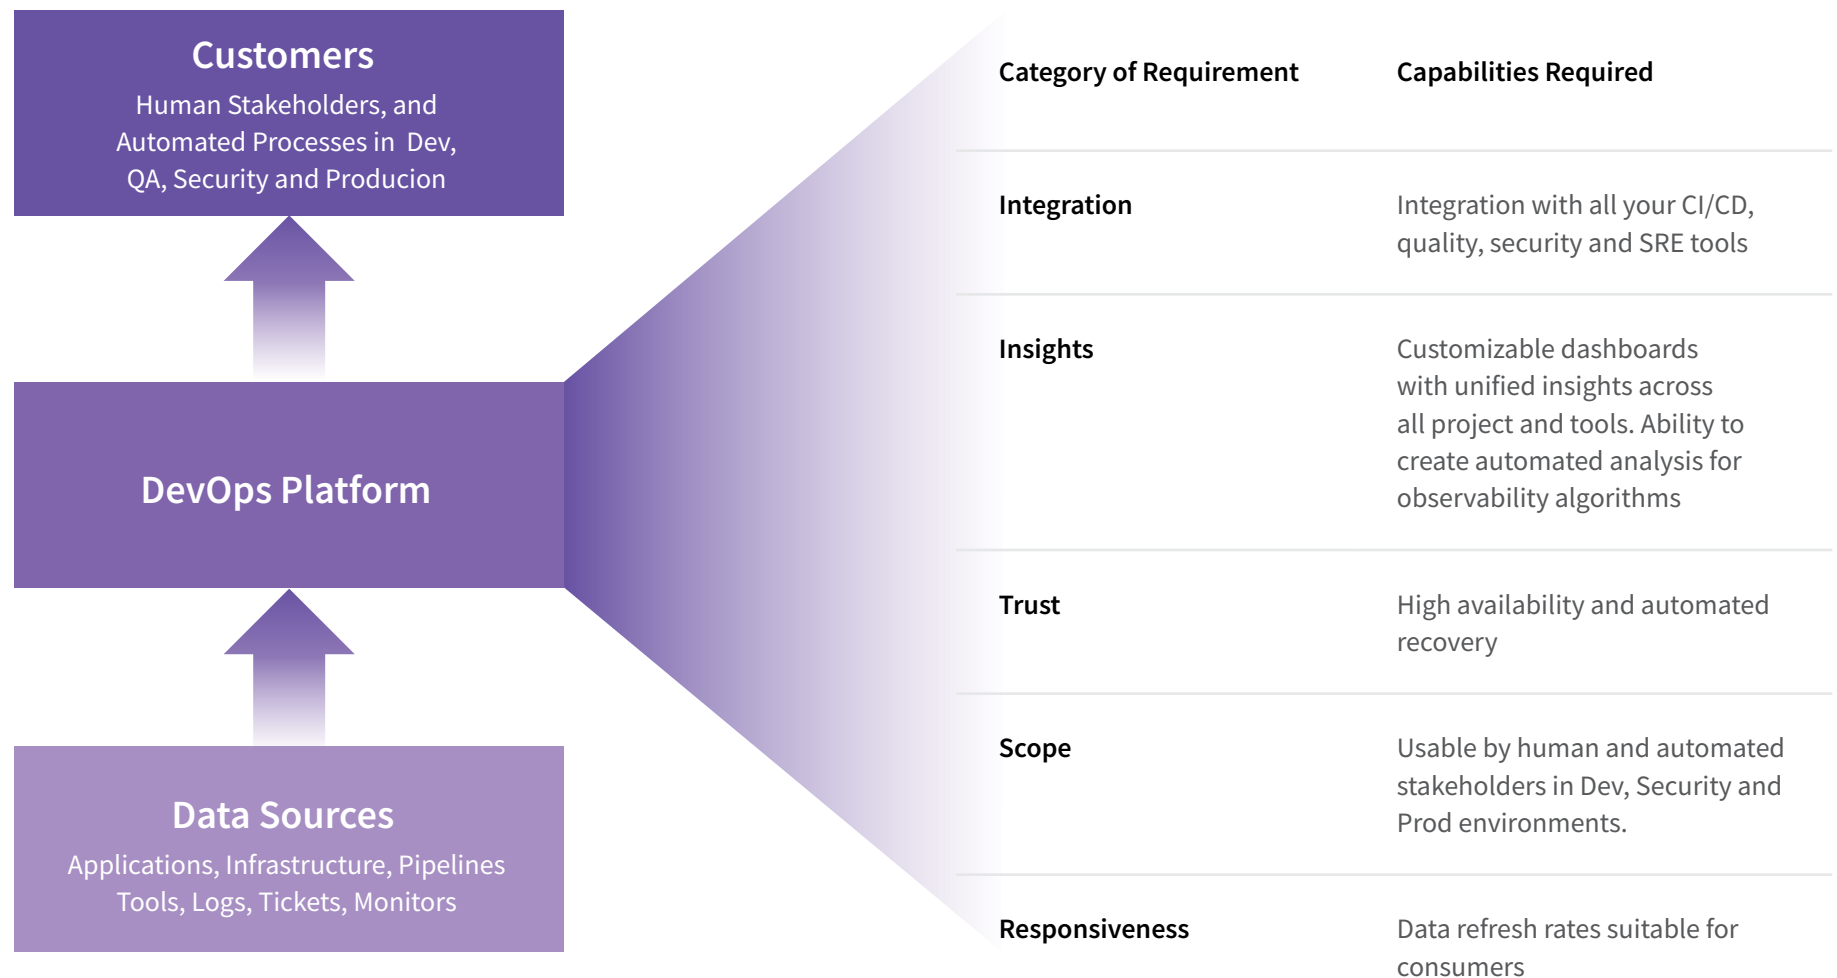 Customers
Human Stakeholders, and
Automated Processes in Dev,
QA, Security and Producion
DevOps Platform
Data Sources
Applications, Infrastructure, Pipelines
Tools, Logs, Tickets, Monitors
Category of Requirement
Capabilities Required
Integration
Integration with all your CI/CD,
quality, security and SRE tools
Insights
Customizable dashboards
with unified insights across
all project and tools. Ability to
create automated analysis for
observability algorithms
Trust
High availability and automated
recovery
Scope
Usable by human and automated
stakeholders in Dev, Security and
Prod environments.
Responsiveness
Data refresh rates suitable for
consumers